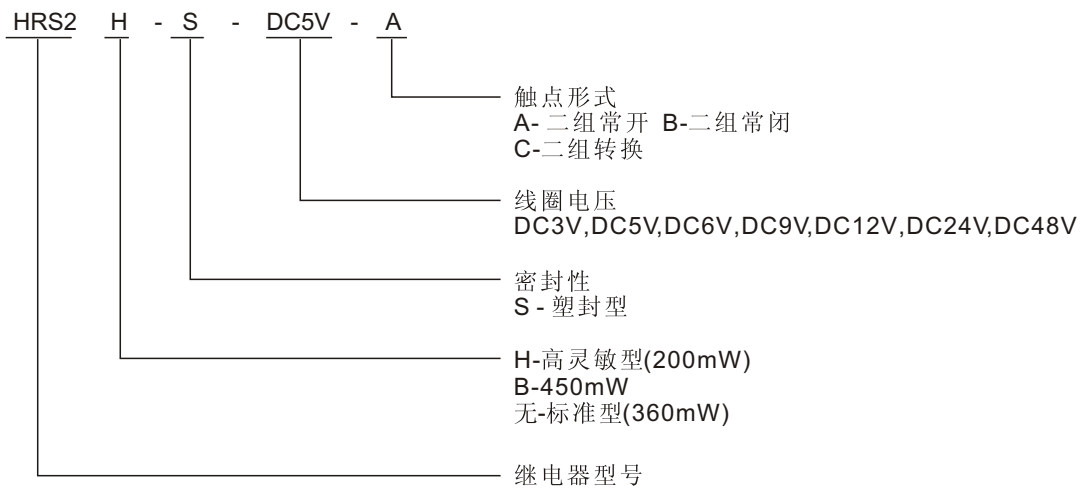 HRS2 H - S - DC5V - A
触点形式
A- 二组常开 B-二组常闭
C-二组转换
线圈电压
DC3V,DC5V,DC6V,DC9V,DC12V,DC24V,DC48V
密封性
S - 塑封型
H-高灵敏型(200mW)
B-450mW
无-标准型(360mW)
继电器型号